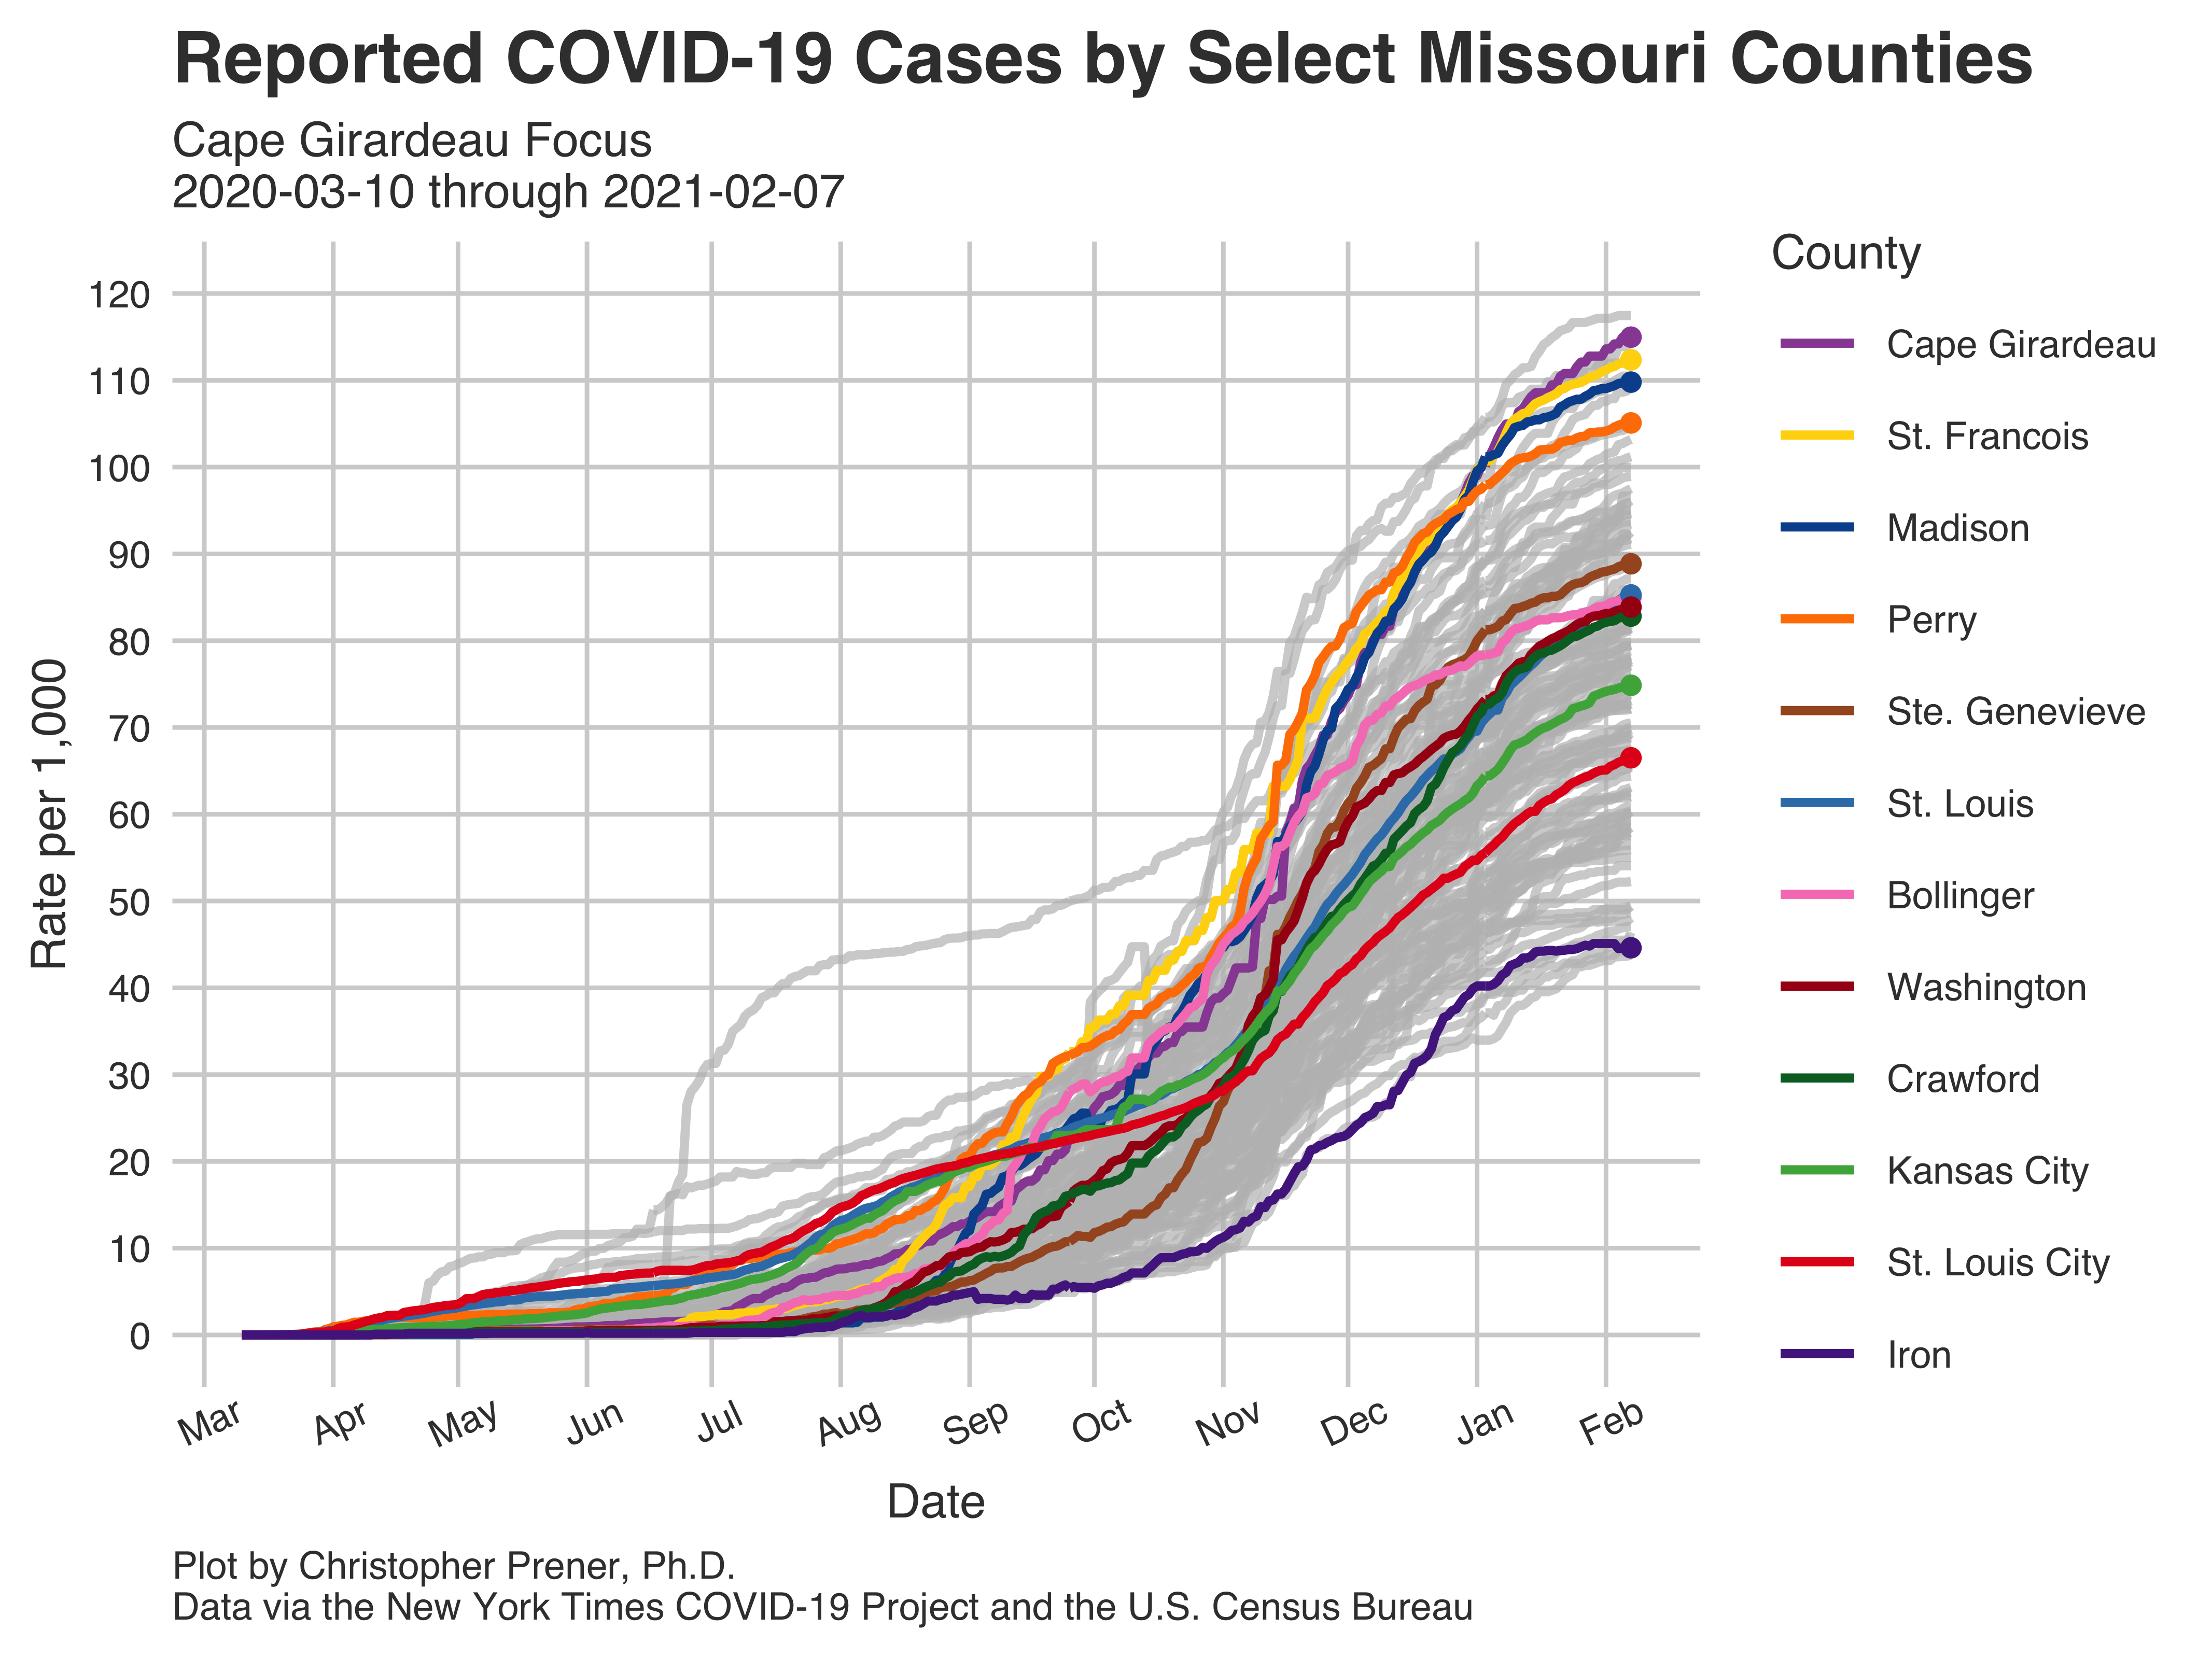 Reported COVID-19 Cases by Select Missouri Counties
Cape Girardeau Focus
2020-03-10 through 2021-02-07
County
Cape Girardeau
St. Francois
Madison
Perry
Ste. Genevieve
St. Louis
Bollinger
Washington
Crawford
Kansas City
St. Louis City
Iron
Rate per 1,000
120
110
100
90
80
70
60
50
40
30
20
10
0
Mar Apr May Jun Jul Aug Sep Oct Nov Dec Jan Feb
Date
Plot by Christopher Prener, Ph.D.
Data via the New York Times COVID-19 Project and the U.S. Census Bureau